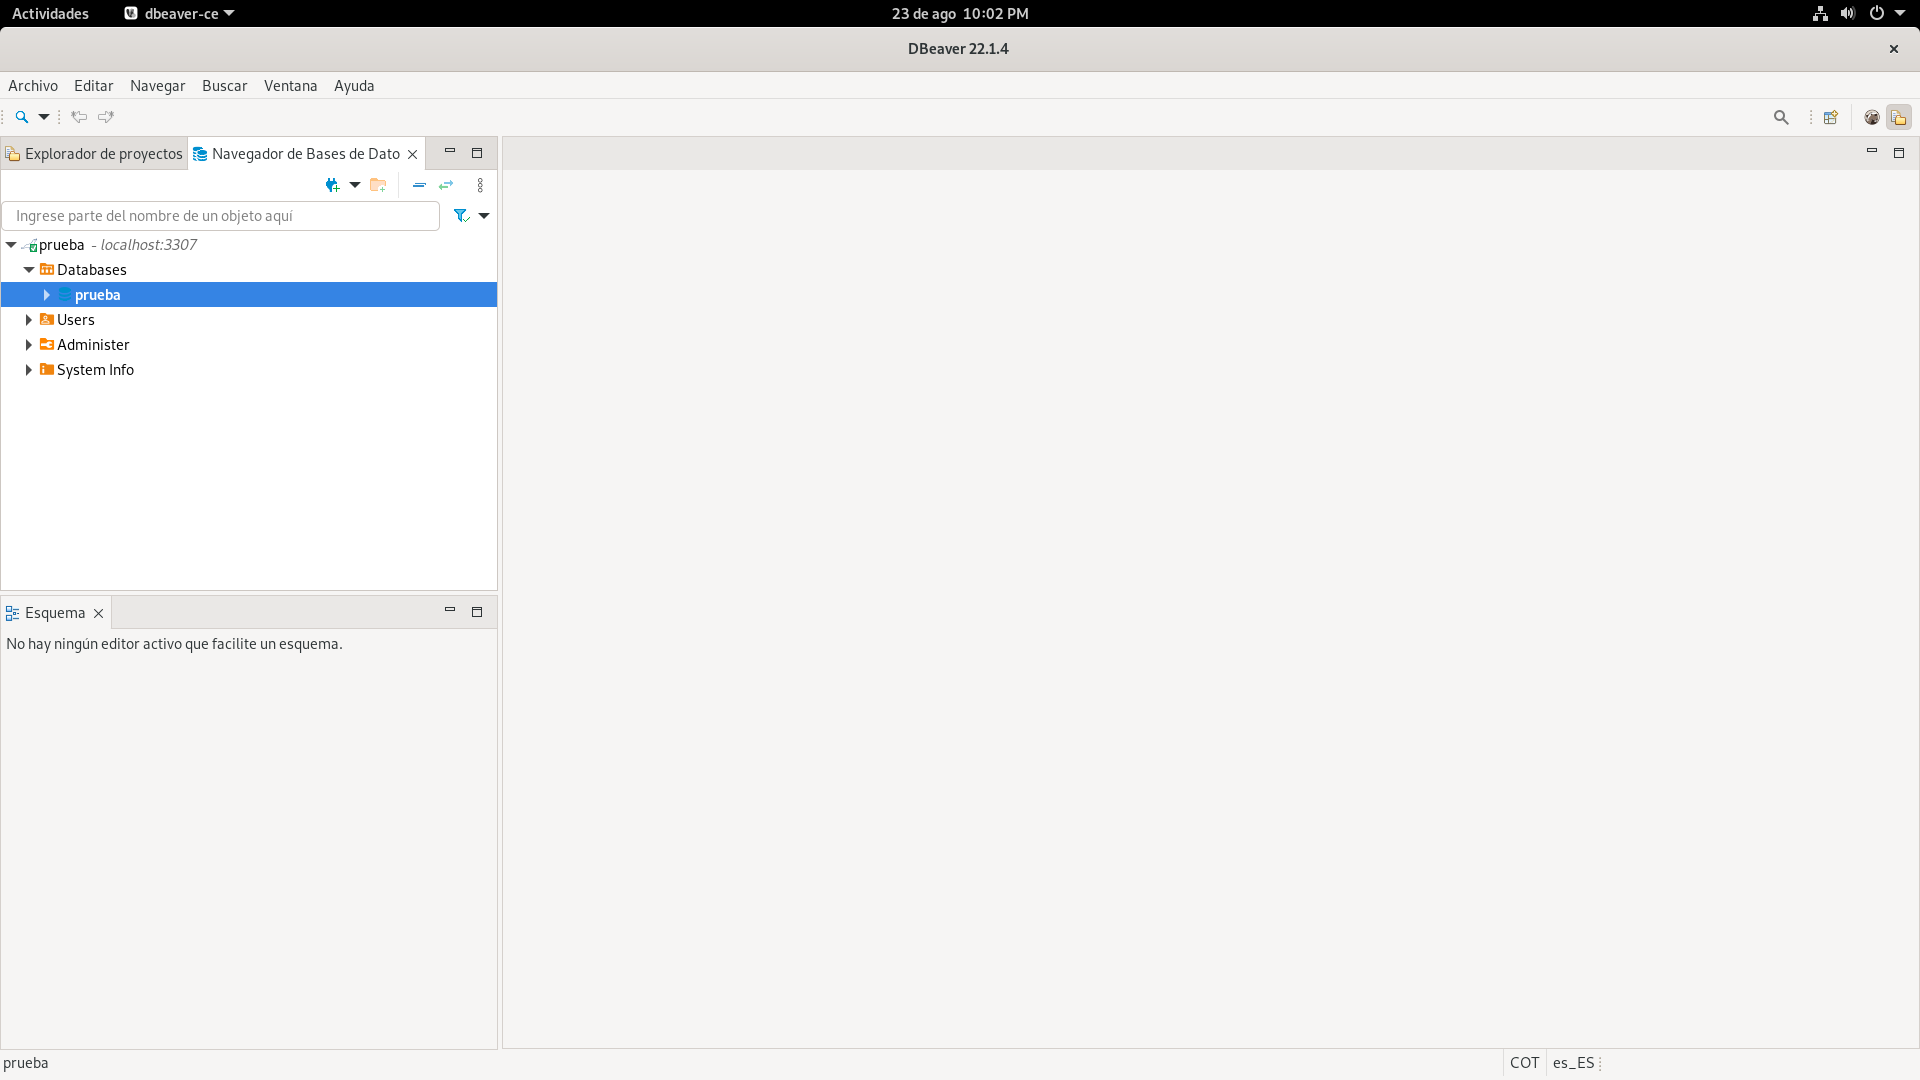 Actividades
dbeaver-ce
23 de ago 10:02 PM
DBeaver 22.1.4
Archivo Editar Navegar Buscar Ventana Ayuda
Explorador de proyectos
Navegador de Bases de Dato
Ingrese parte del nombre de un objeto aquí
prueba - localhost:3307
Databases
prueba
Users
Administer
System Info
Esquema
No hay ningún editor activo que facilite un esquema.
prueba
COT
es_ES